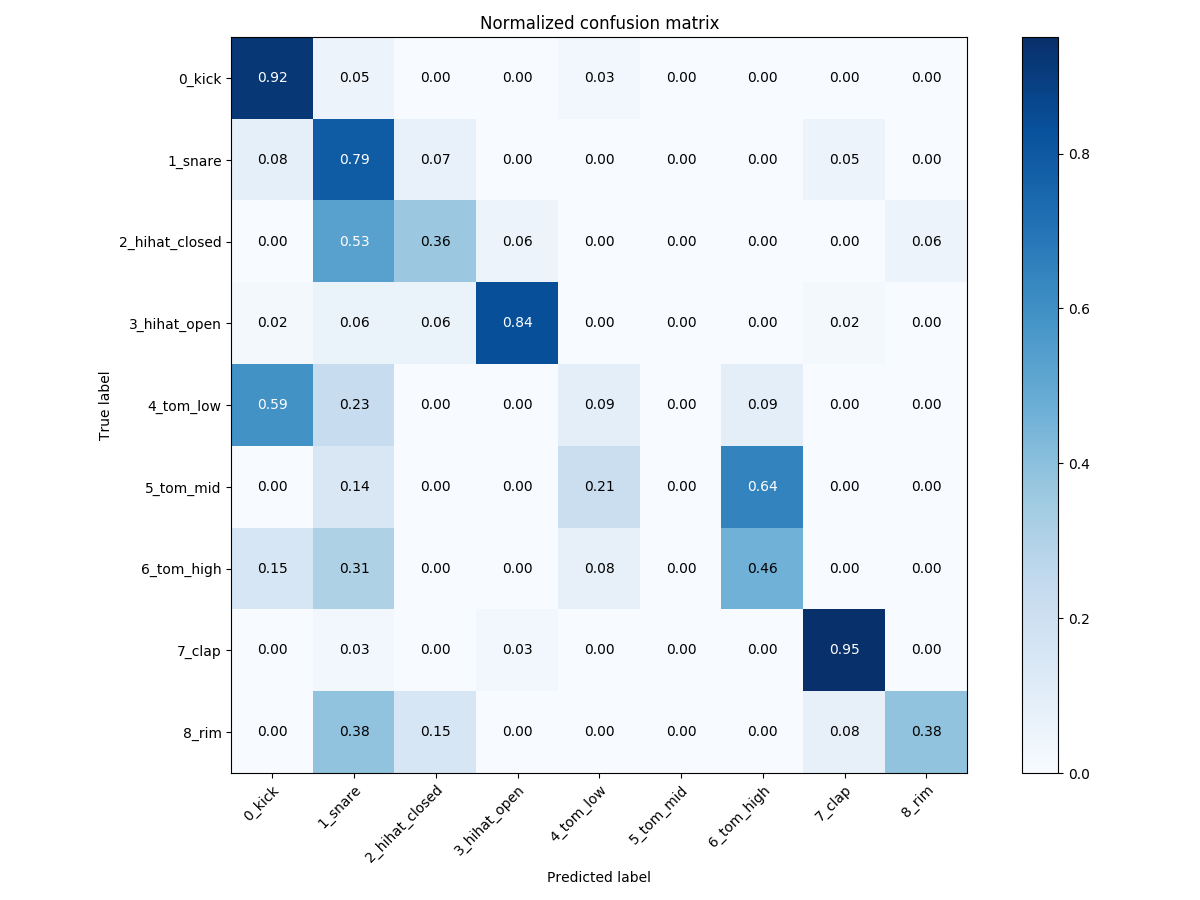 Normalized confusion matrix
0_kick 0.92 0.05 0.00 0.00 0.03 0.00 0.00 0.00 0.00
1_snare 0.08 0.79 0.07 0.00 0.00 0.00 0.00 0.05 0.00
2_hihat_closed 0.00 0.53 0.36 0.06 0.00 0.00 0.00 0.00 0.06
3_hihat_open 0.02 0.06 0.06 0.84 0.00 0.00 0.00 0.02 0.00
4_tom_low 0.59 0.23 0.00 0.00 0.09 0.00 0.09 0.00 0.00
5_tom_mid 0.00 0.14 0.00 0.00 0.21 0.00 0.64 0.00 0.00
6_tom_high 0.15 0.31 0.00 0.00 0.08 0.00 0.46 0.00 0.00
7_clap 0.00 0.03 0.00 0.03 0.00 0.00 0.00 0.95 0.00
8_rim 0.00 0.38 0.15 0.00 0.00 0.00 0.00 0.08 0.38
True label
0_kick 1_snare 2_hihat_closed 3_hihat_open 4_tom_low 5_tom_mid 6_tom_high 7_clap 8_rim
Predicted label
0.8
0.6
0.4
0.2
0.0